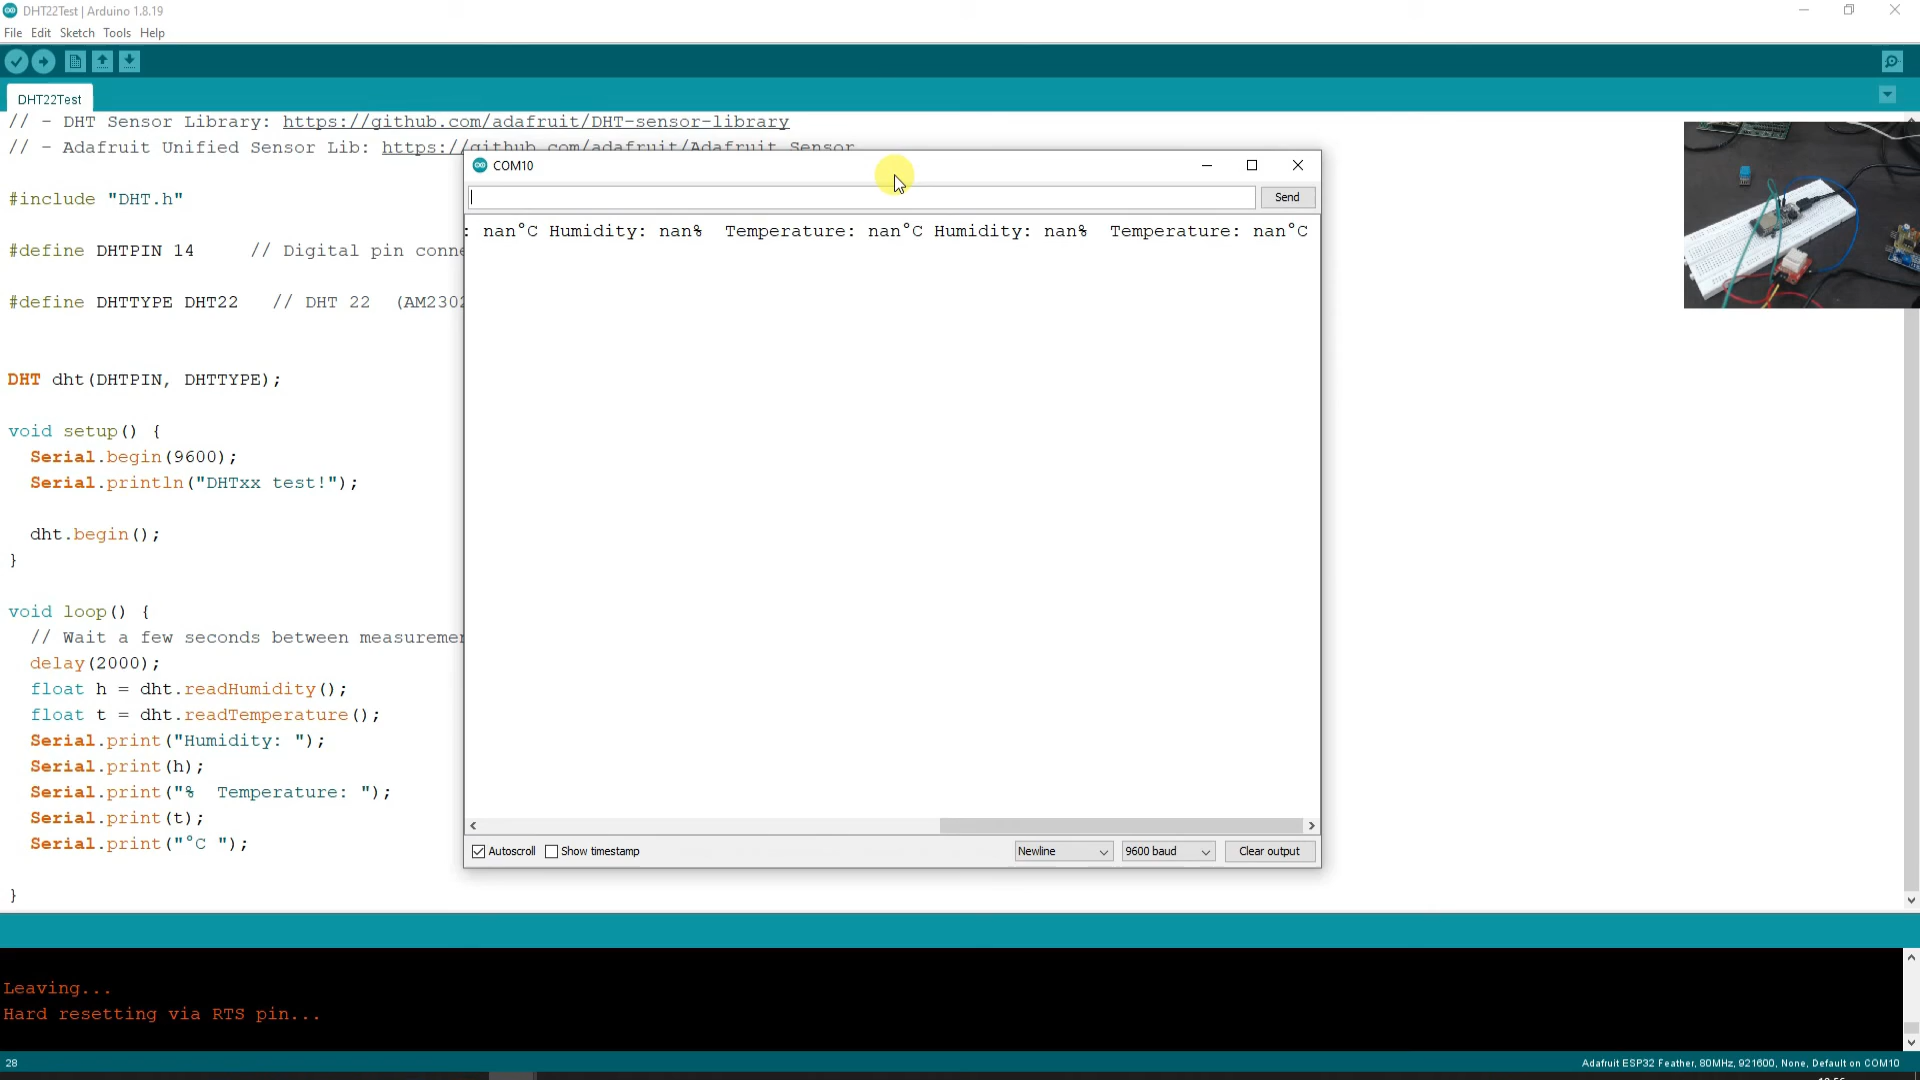 DHT22Test | Arduino 1.8.19
File Edit Sketch Tools Help
DHT22Test
// - DHT Sensor Library: https://github.com/adafruit/DHT-sensor-library
// - Adafruit Unified Sensor Lib: https://github.com/adafruit/Adafruit_Sensor
COM10
Send
#include "DHT.h"
: nan°C Humidity: nan%  Temperature: nan°C Humidity: nan%  Temperature: nan°C
#define DHTPIN 14     // Digital pin conne
#define DHTTYPE DHT22   // DHT 22  (AM2302
DHT dht(DHTPIN, DHTTYPE);
void setup() {
Serial.begin(9600);
Serial.println("DHTxx test!");
dht.begin();
}
void loop() {
// Wait a few seconds between measuremen
delay(2000);
float h = dht.readHumidity();
float t = dht.readTemperature();
Serial.print("Humidity: ");
Serial.print(h);
Serial.print("%  Temperature: ");
Serial.print(t);
Serial.print("°C ");
}
Autoscroll Show timestamp Newline 9600 baud Clear output
Leaving...
Hard resetting via RTS pin...
28
Adafruit ESP32 Feather, 80MHz, 921600, None, Default on COM10